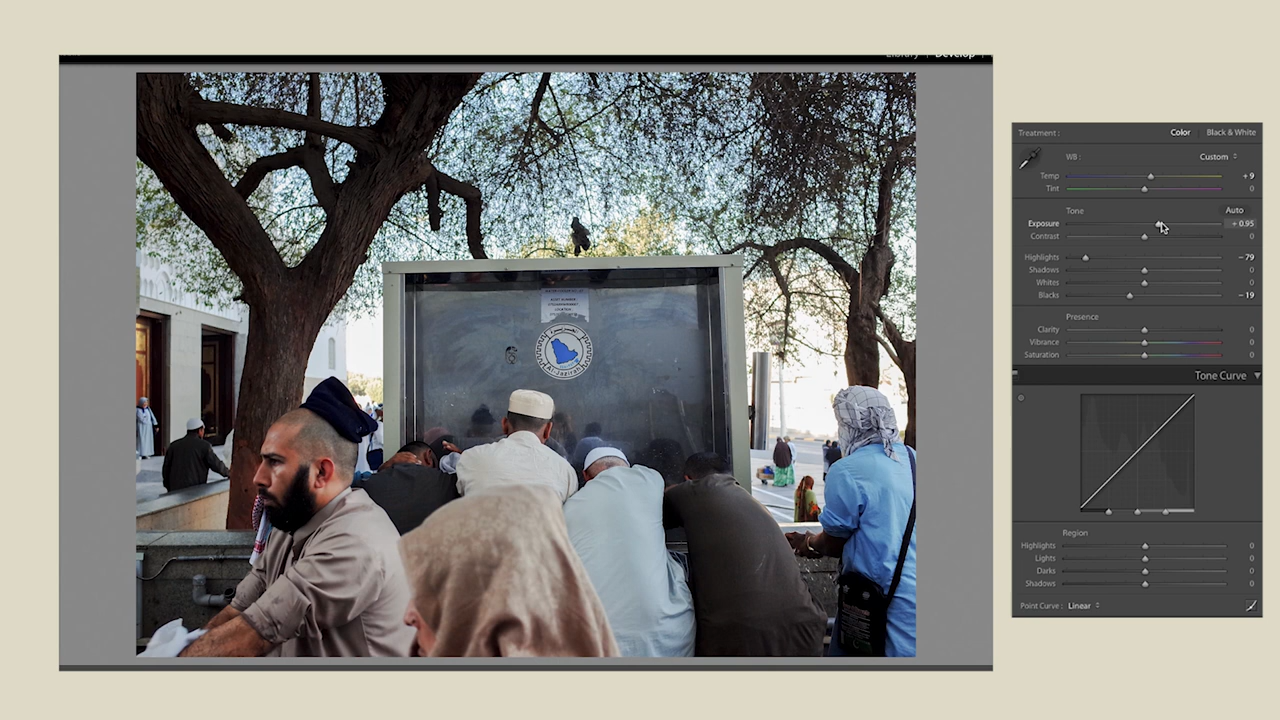 Library | Develop |
Al-Jazirah
Treatment : Color | Black & White
WB : Custom
Temp + 9
Tint 0
Tone Auto
Exposure + 0.95
Contrast 0
Highlights − 79
Shadows 0
Whites 0
Blacks − 19
Presence
Clarity 0
Vibrance 0
Saturation 0
Tone Curve
Region
Highlights 0
Lights 0
Darks 0
Shadows 0
Point Curve : Linear